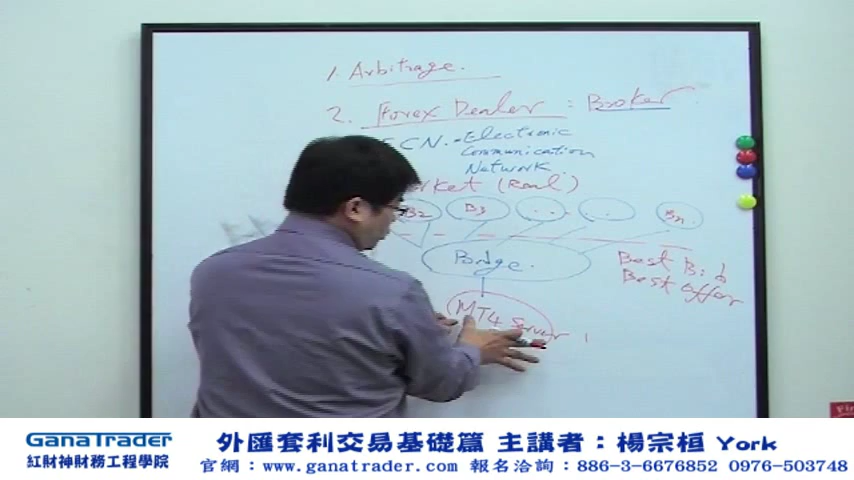 1. Arbitrage.
2. Forex Dealer : Broker
ECN. - Electronic
Communication
Network.
Market (Real)
B2 B3 .. . . . Bn
Bridge.
Best Bid
Best Offer
MT4 Server
GanaTrader
紅財神財務工程學院
外匯套利交易基礎篇 主講者：楊宗桓 York
官網：www.ganatrader.com 報名洽詢：886-3-6676852 0976-503748